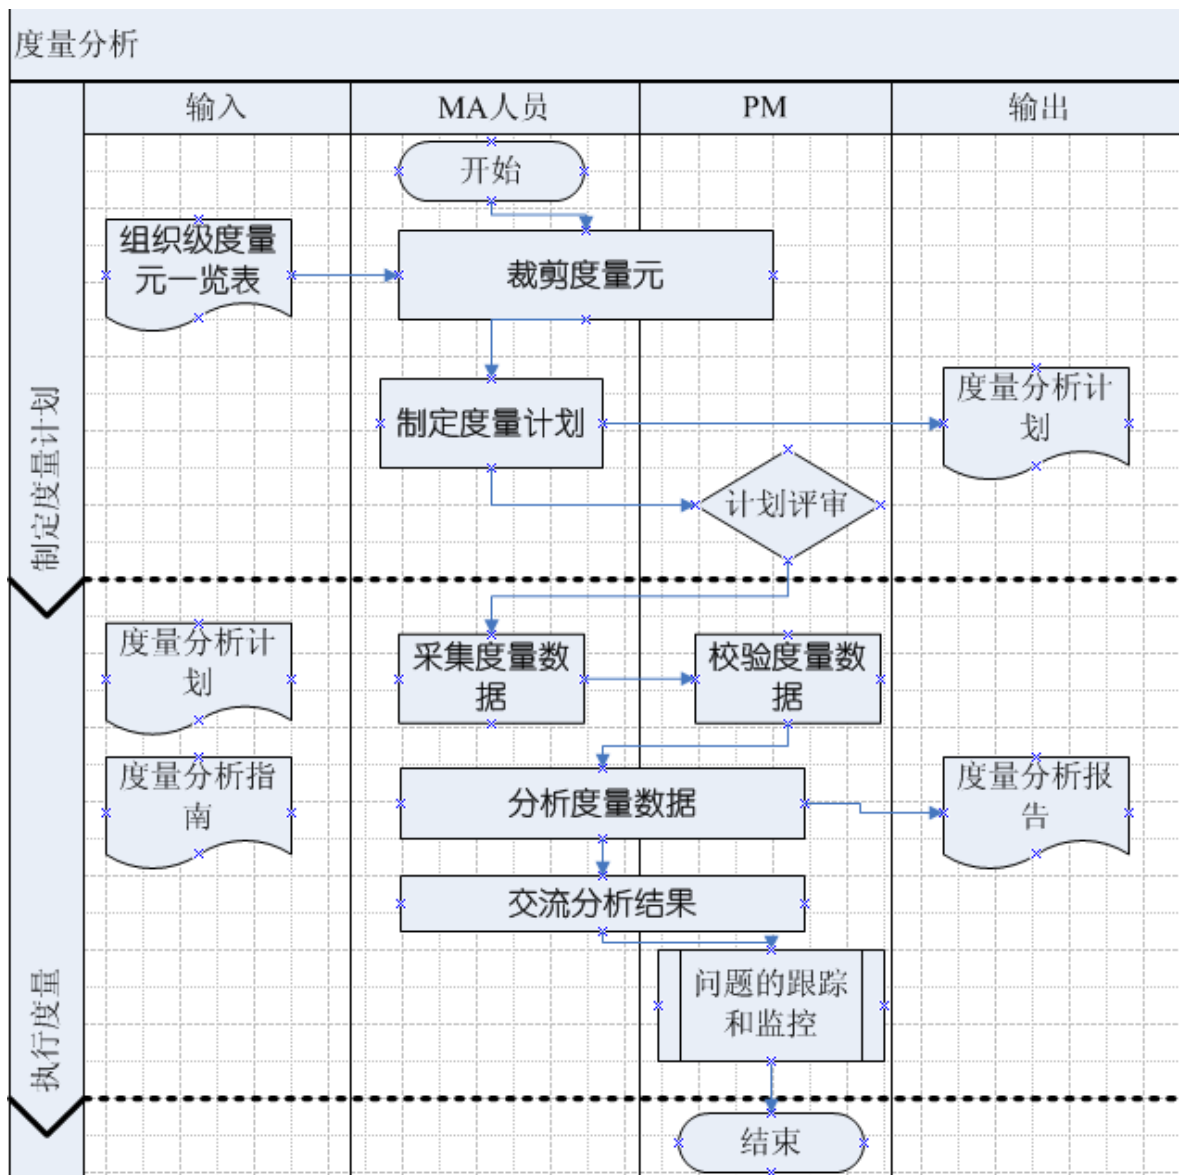 度量分析
输入
MA人员
PM
输出
开始
组织级度量
元一览表
裁剪度量元
制定度量计划
度量分析计
划
计划评审
制定度量计划
度量分析计
划
采集度量数
据
校验度量数
据
度量分析指
南
分析度量数据
度量分析报
告
交流分析结果
问题的跟踪
和监控
执行度量
结束